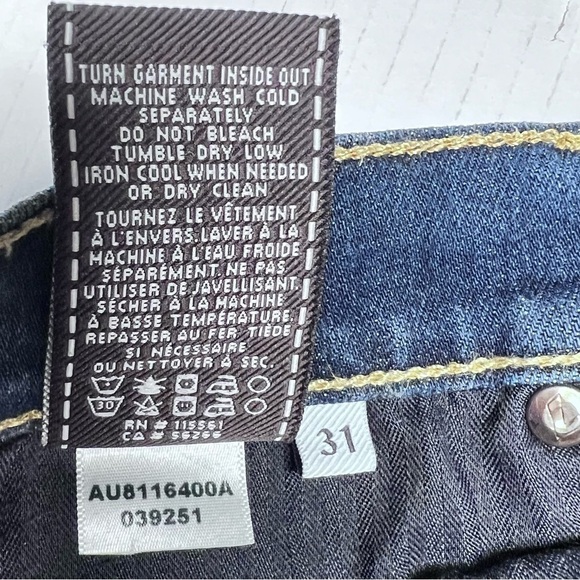 TURN GARMENT INSIDE OUT
MACHINE WASH COLD
SEPARATELY
DO NOT BLEACH
TUMBLE DRY LOW
IRON COOL WHEN NEEDED
OR DRY CLEAN
TOURNEZ LE VÊTEMENT
À L'ENVERS. LAVER À LA
MACHINE À L'EAU FROIDE
SÉPARÉMENT. NE PAS
UTILISER DE JAVELLISANT.
SÉCHER À LA MACHINE
À BASSE TEMPÉRATURE.
REPASSER AU FER TIÈDE
SI NÉCESSAIRE
OU NETTOYER À SEC.
30
RN # 115561
CA # 56266
31
AU8116400A
039251